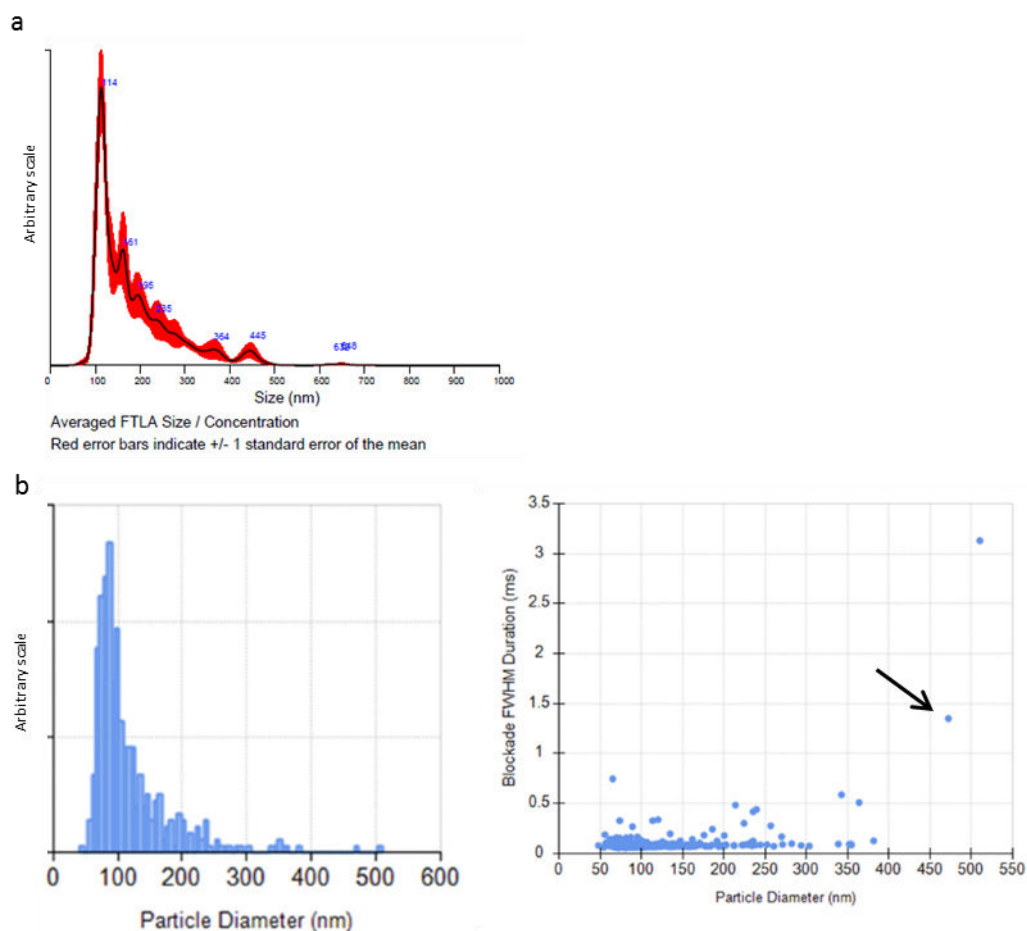 a
Arbitrary scale
114
161
195
235
364
445
648
0 100 200 300 400 500 600 700 800 900 1000
Size (nm)
Averaged FTLA Size / Concentration
Red error bars indicate +/- 1 standard error of the mean
b
Arbitrary scale
0 100 200 300 400 500 600
Particle Diameter (nm)
Blockade FWHM Duration (ms)
3.5
3
2.5
2
1.5
1
0.5
0
0 50 100 150 200 250 300 350 400 450 500 550
Particle Diameter (nm)